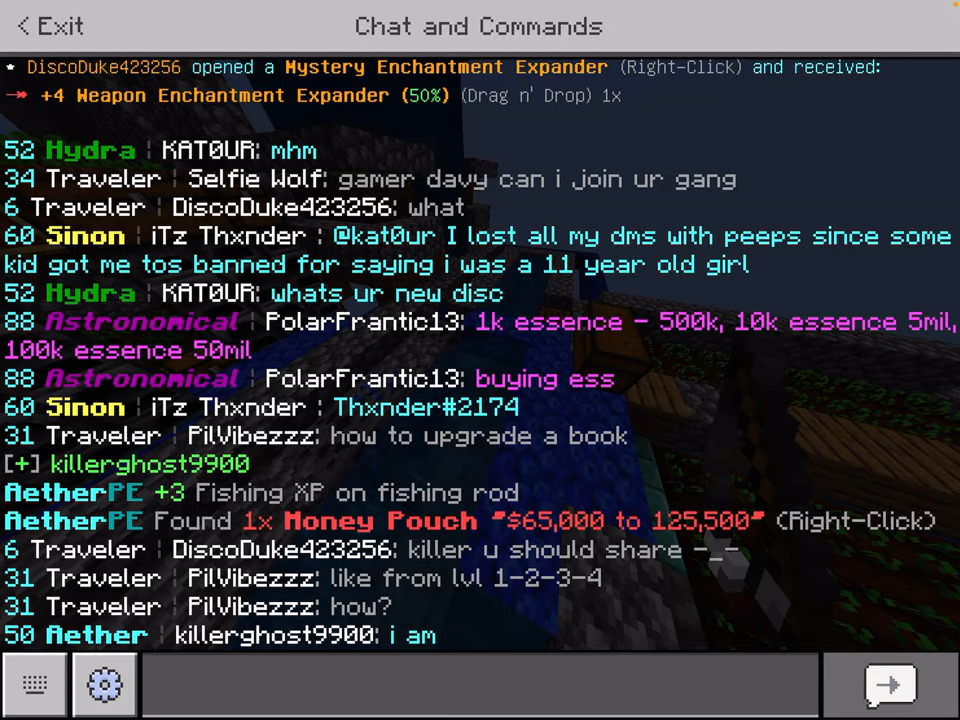 < Exit
Chat and Commands
* DiscoDuke423256 opened a Mystery Enchantment Expander (Right-Click) and received:
+4 Weapon Enchantment Expander (50%) (Drag n' Drop) 1x
52 Hydra | KAT0UR: mhm
34 Traveler | Selfie Wolf: gamer davy can i join ur gang
6 Traveler | DiscoDuke423256: what
60 Sinon | iTz Thxnder : @kat0ur I lost all my dms with peeps since some
kid got me tos banned for saying i was a 11 year old girl
52 Hydra | KAT0UR: whats ur new disc
88 Astronomical | PolarFrantic13: 1k essence - 500k, 10k essence 5mil,
100k essence 50mil
88 Astronomical | PolarFrantic13: buying ess
60 Sinon | iTz Thxnder : Thxnder#2174
31 Traveler | PilVibezzz: how to upgrade a book
[+] killerghost9900
AetherPE +3 Fishing XP on fishing rod
AetherPE Found 1x Money Pouch "$65,000 to 125,500" (Right-Click)
6 Traveler | DiscoDuke423256: killer u should share -_-
31 Traveler | PilVibezzz: like from lvl 1-2-3-4
31 Traveler | PilVibezzz: how?
50 Aether | killerghost9900: i am